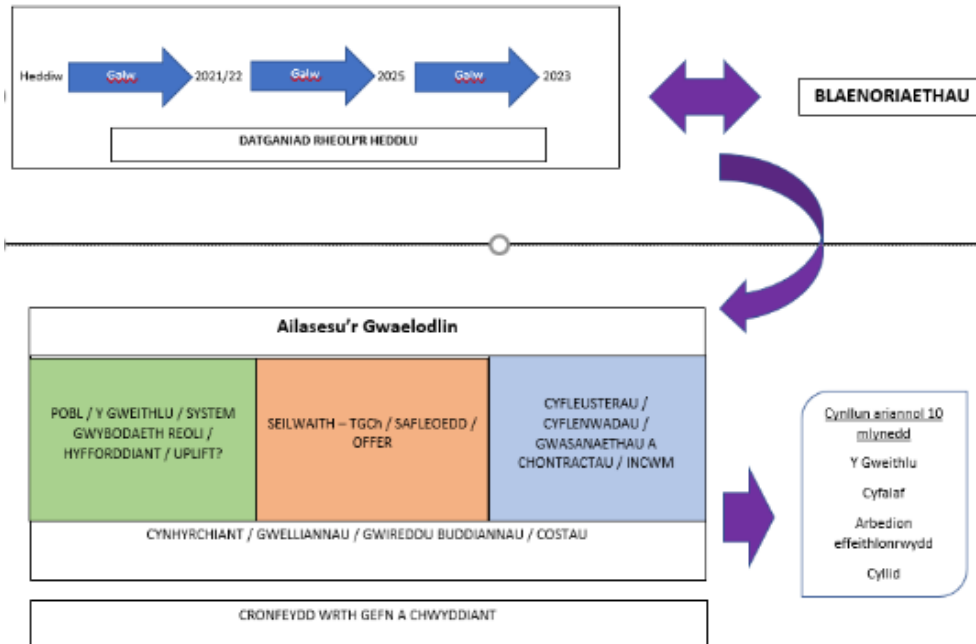 Heddiw
Galw
2021/22
Galw
2025
Galw
2023
DATGANIAD RHEOLI'R HEDDLU
BLAENORIAETHAU
Ailasesu'r Gwaelodlin
POBL / Y GWEITHLU / SYSTEM
GWYBODAETH REOLI /
HYFFORDDIANT / UPLIFT?
SEILWAITH – TGCh / SAFLEOEDD /
OFFER
CYFLEUSTERAU /
CYFLENWADAU /
GWASANAETHAU A
CHONTRACTAU / INCWM
CYNHYRCHIANT / GWELLIANNAU / GWIREDDU BUDDIANNAU / COSTAU
CRONFEYDD WRTH GEFN A CHWYDDIANT
Cynllun ariannol 10
mlynedd
Y Gweithlu
Cyfalaf
Arbedion
effeithlonrwydd
Cyllid